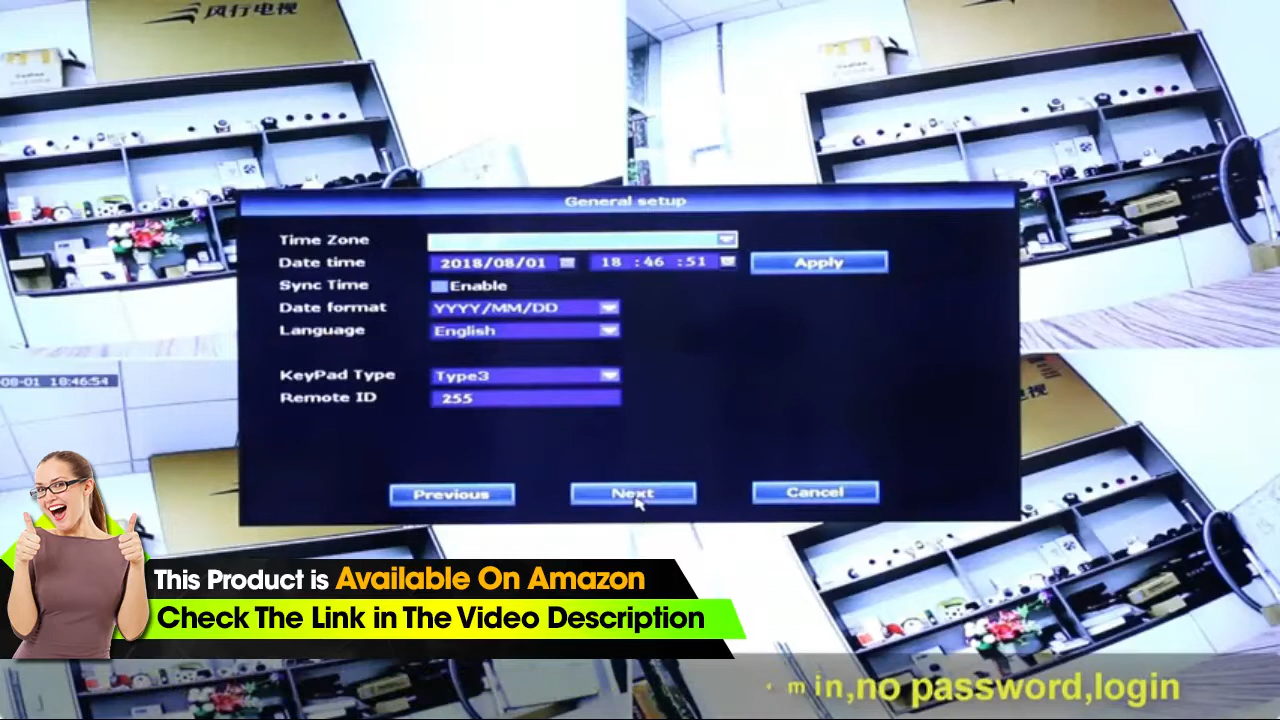 风行电视
General setup
Time Zone
Date time 2018/08/01 18 :46 :51 Apply
Sync Time Enable
Date format YYYY/MM/DD
Language English
KeyPad Type Type3
Remote ID 255
08-01 18:46:54
电视
Previous Next Cancel
This Product is Available On Amazon
Check The Link in The Video Description
min,no password,login